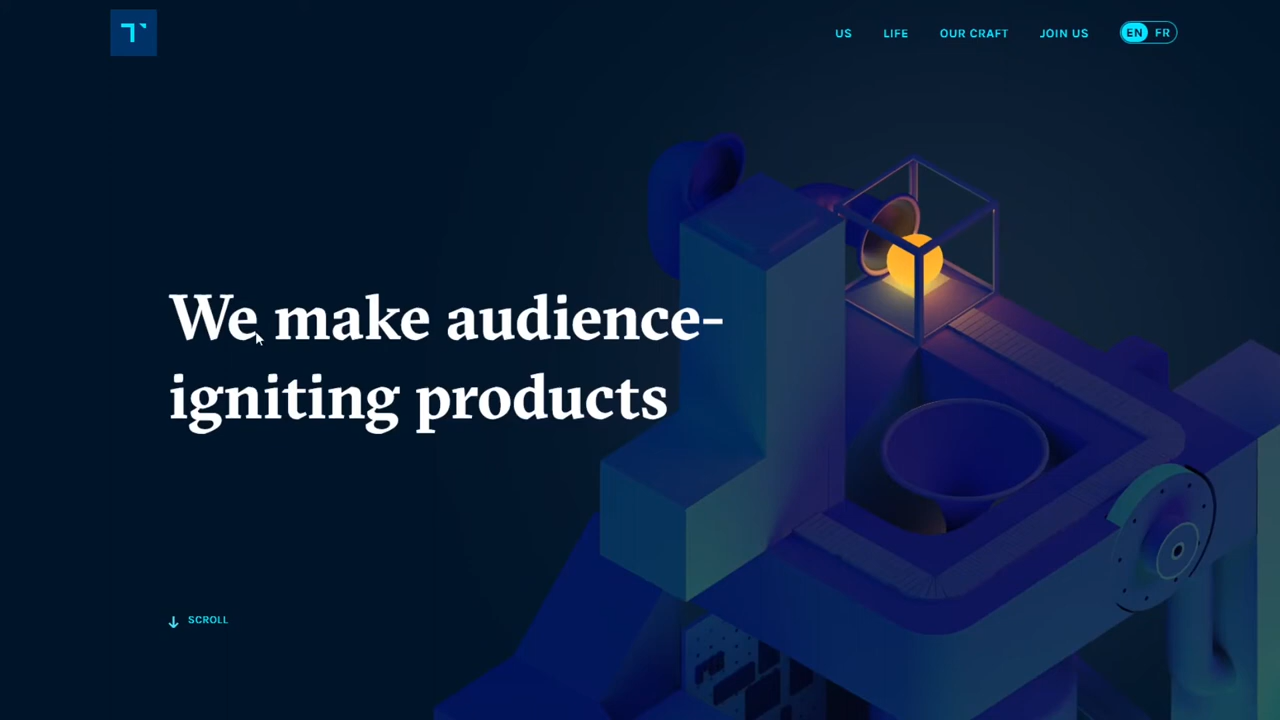 T
US LIFE OUR CRAFT JOIN US EN FR
We make audience-
igniting products
SCROLL